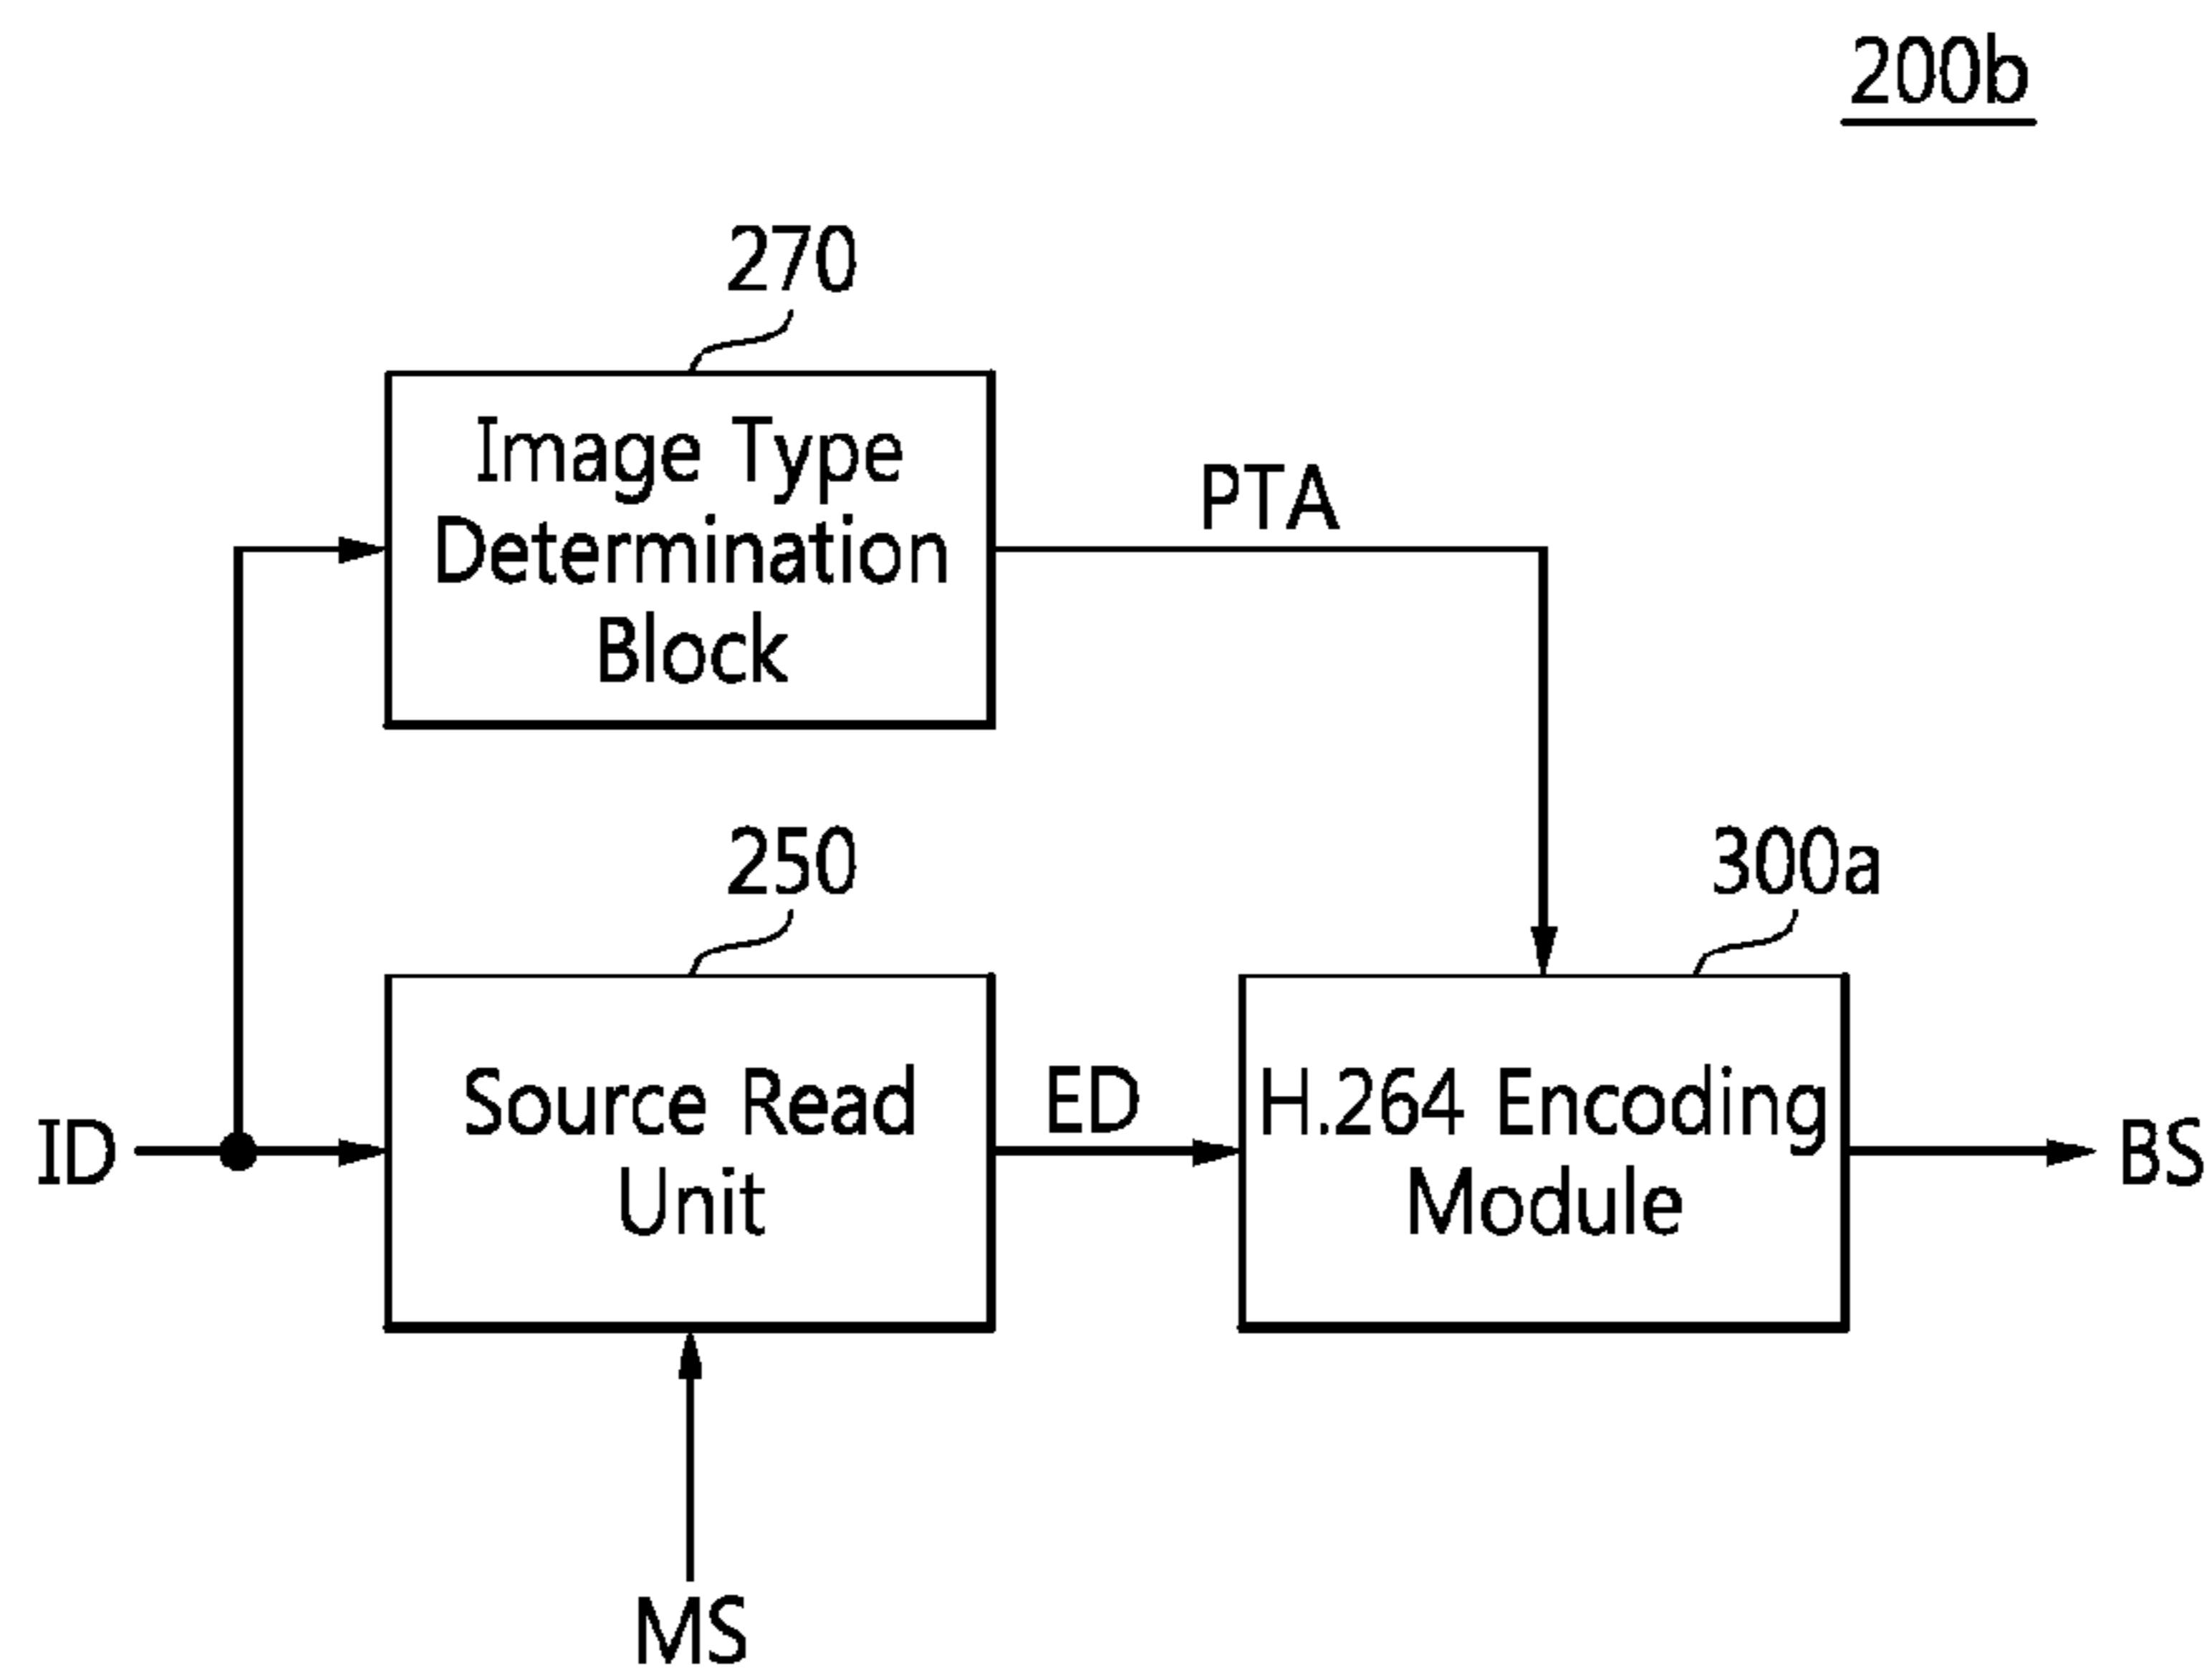 200b
270
Image Type
Determination
Block
PTA
250
300a
ID
Source Read
Unit
ED
H.264 Encoding
Module
BS
MS